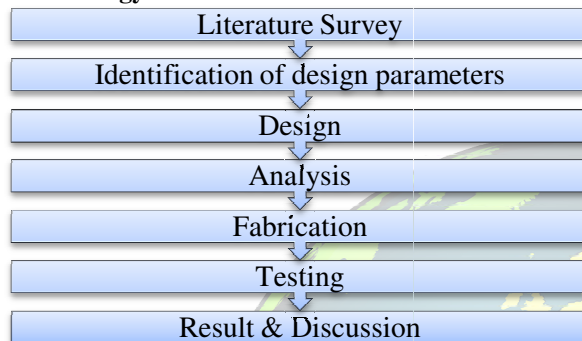 Literature Survey
Identification of design parameters
Design
Analysis
Fabrication
Testing
Result & Discussion